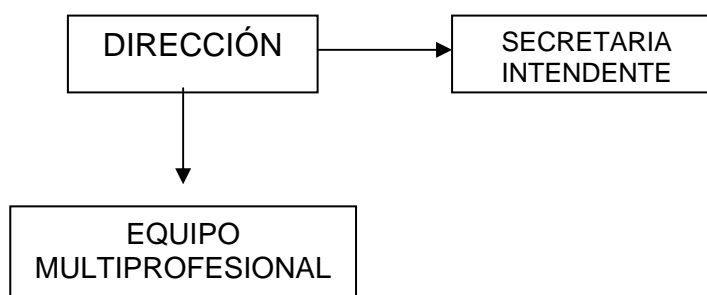 DIRECCIÓN
SECRETARIA
INTENDENTE
EQUIPO
MULTIPROFESIONAL